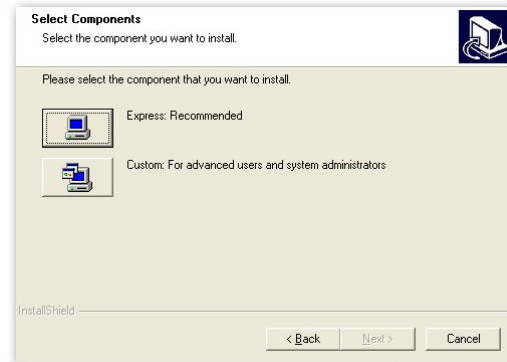 Select Components
Select the component you want to install.
Please select the component that you want to install.
Express: Recommended
Custom: For advanced users and system administrators
InstallShield
< Back
Next >
Cancel